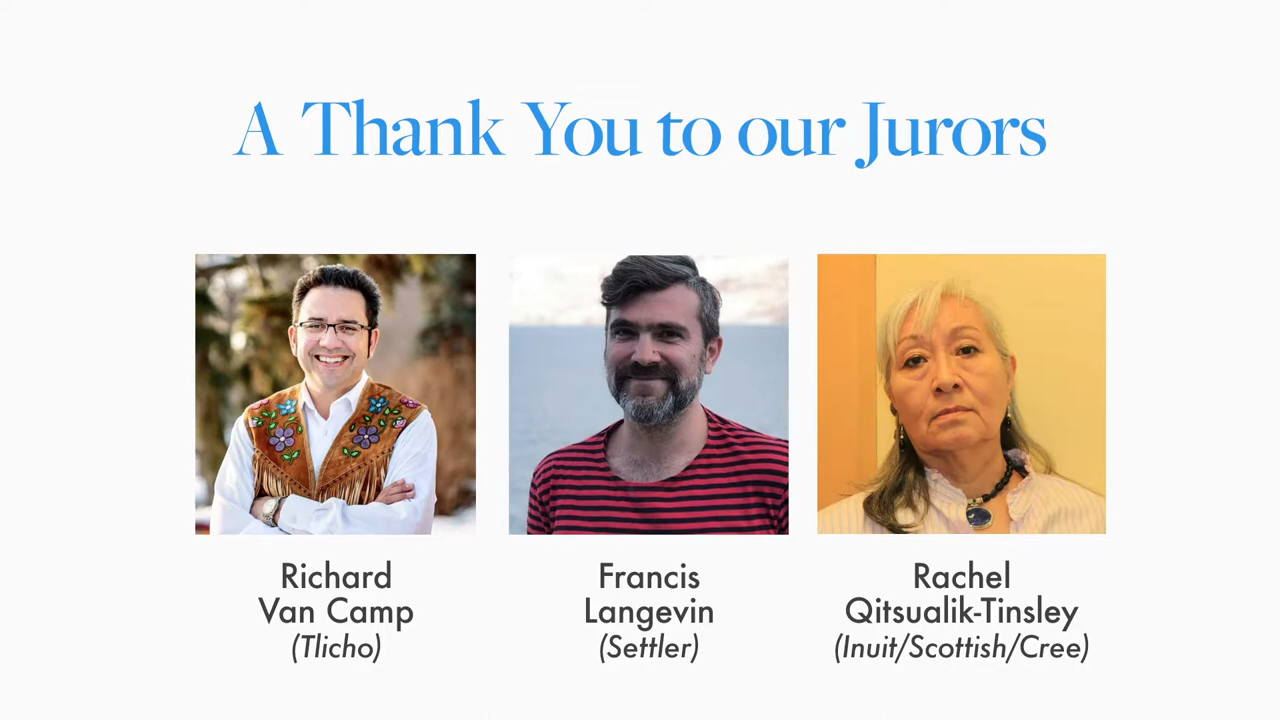 A Thank You to our Jurors
Richard
Van Camp
(Tlicho)
Francis
Langevin
(Settler)
Rachel
Qitsualik-Tinsley
(Inuit/Scottish/Cree)